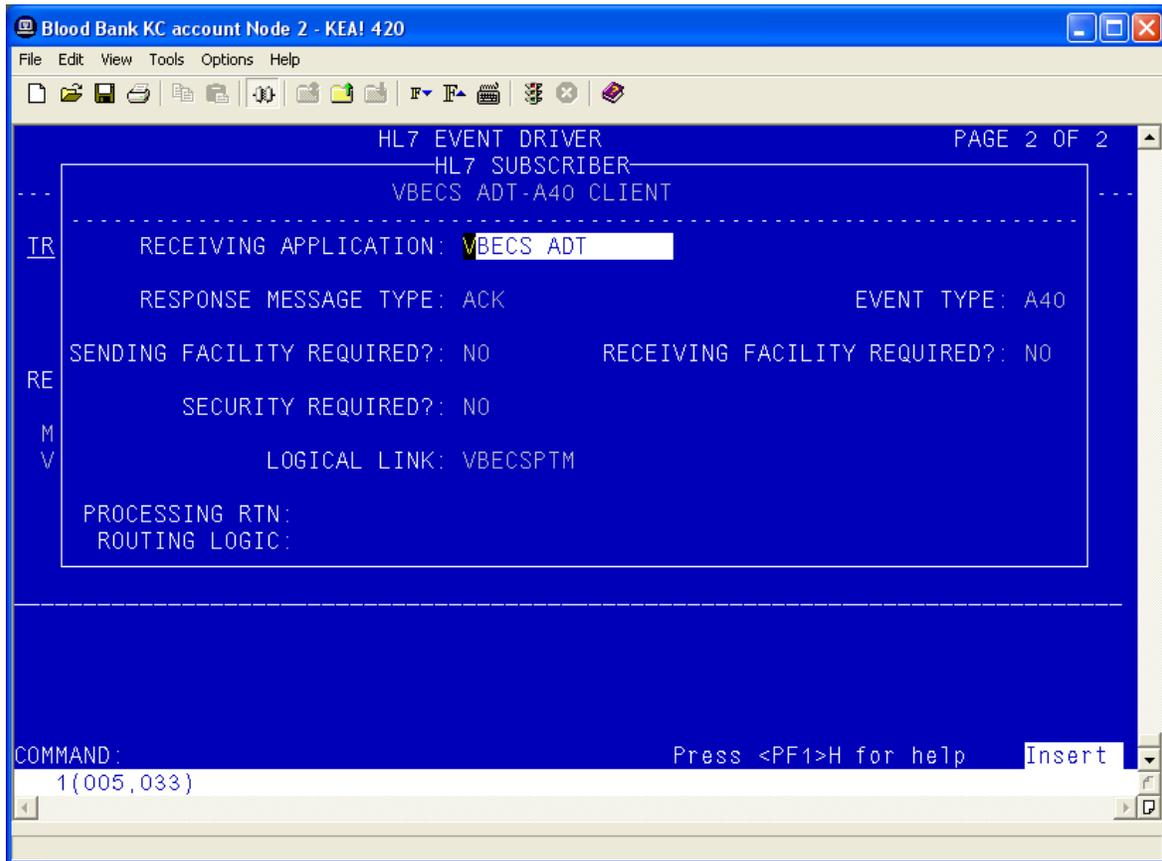 Blood Bank KC account Node 2 - KEA! 420
File Edit View Tools Options Help
HL7 EVENT DRIVER PAGE 2 OF 2
HL7 SUBSCRIBER
--- VBECS ADT-A40 CLIENT ---
TR RECEIVING APPLICATION: VBECS ADT
RESPONSE MESSAGE TYPE: ACK EVENT TYPE: A40
SENDING FACILITY REQUIRED?: NO RECEIVING FACILITY REQUIRED?: NO
RE
SECURITY REQUIRED?: NO
M
V LOGICAL LINK: VBECSPTM
PROCESSING RTN:
ROUTING LOGIC:
COMMAND: Press <PF1>H for help Insert
1(005,033)